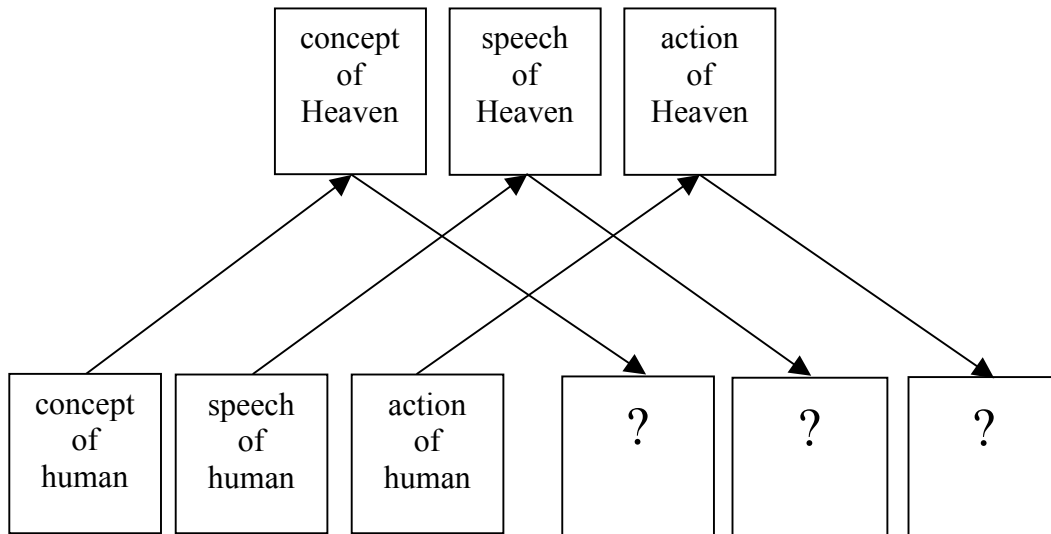 concept
of
Heaven
speech
of
Heaven
action
of
Heaven
concept
of
human
speech
of
human
action
of
human
?
?
?